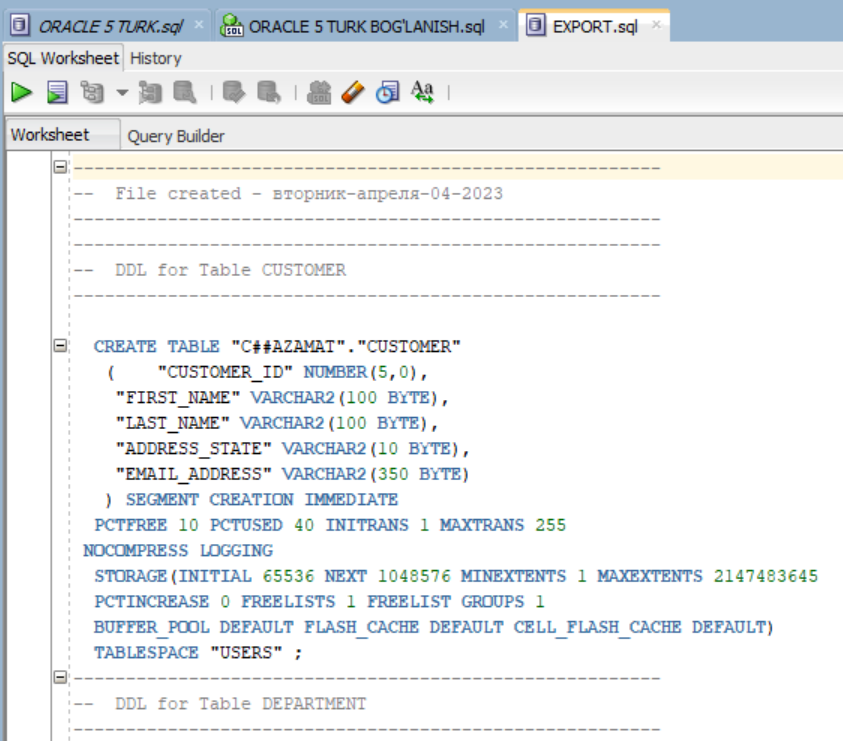 ORACLE 5 TURK.sql × ORACLE 5 TURK BOG'LANISH.sql × EXPORT.sql ×
SQL Worksheet History
Worksheet Query Builder
--------------------------------------------------------
--  File created - вторник-апреля-04-2023
--------------------------------------------------------
--------------------------------------------------------
--  DDL for Table CUSTOMER
--------------------------------------------------------
CREATE TABLE "C##AZAMAT"."CUSTOMER"
(    "CUSTOMER_ID" NUMBER(5,0),
"FIRST_NAME" VARCHAR2(100 BYTE),
"LAST_NAME" VARCHAR2(100 BYTE),
"ADDRESS_STATE" VARCHAR2(10 BYTE),
"EMAIL_ADDRESS" VARCHAR2(350 BYTE)
) SEGMENT CREATION IMMEDIATE
PCTFREE 10 PCTUSED 40 INITRANS 1 MAXTRANS 255
NOCOMPRESS LOGGING
STORAGE(INITIAL 65536 NEXT 1048576 MINEXTENTS 1 MAXEXTENTS 2147483645
PCTINCREASE 0 FREELISTS 1 FREELIST GROUPS 1
BUFFER_POOL DEFAULT FLASH_CACHE DEFAULT CELL_FLASH_CACHE DEFAULT)
TABLESPACE "USERS" ;
--------------------------------------------------------
--  DDL for Table DEPARTMENT
--------------------------------------------------------